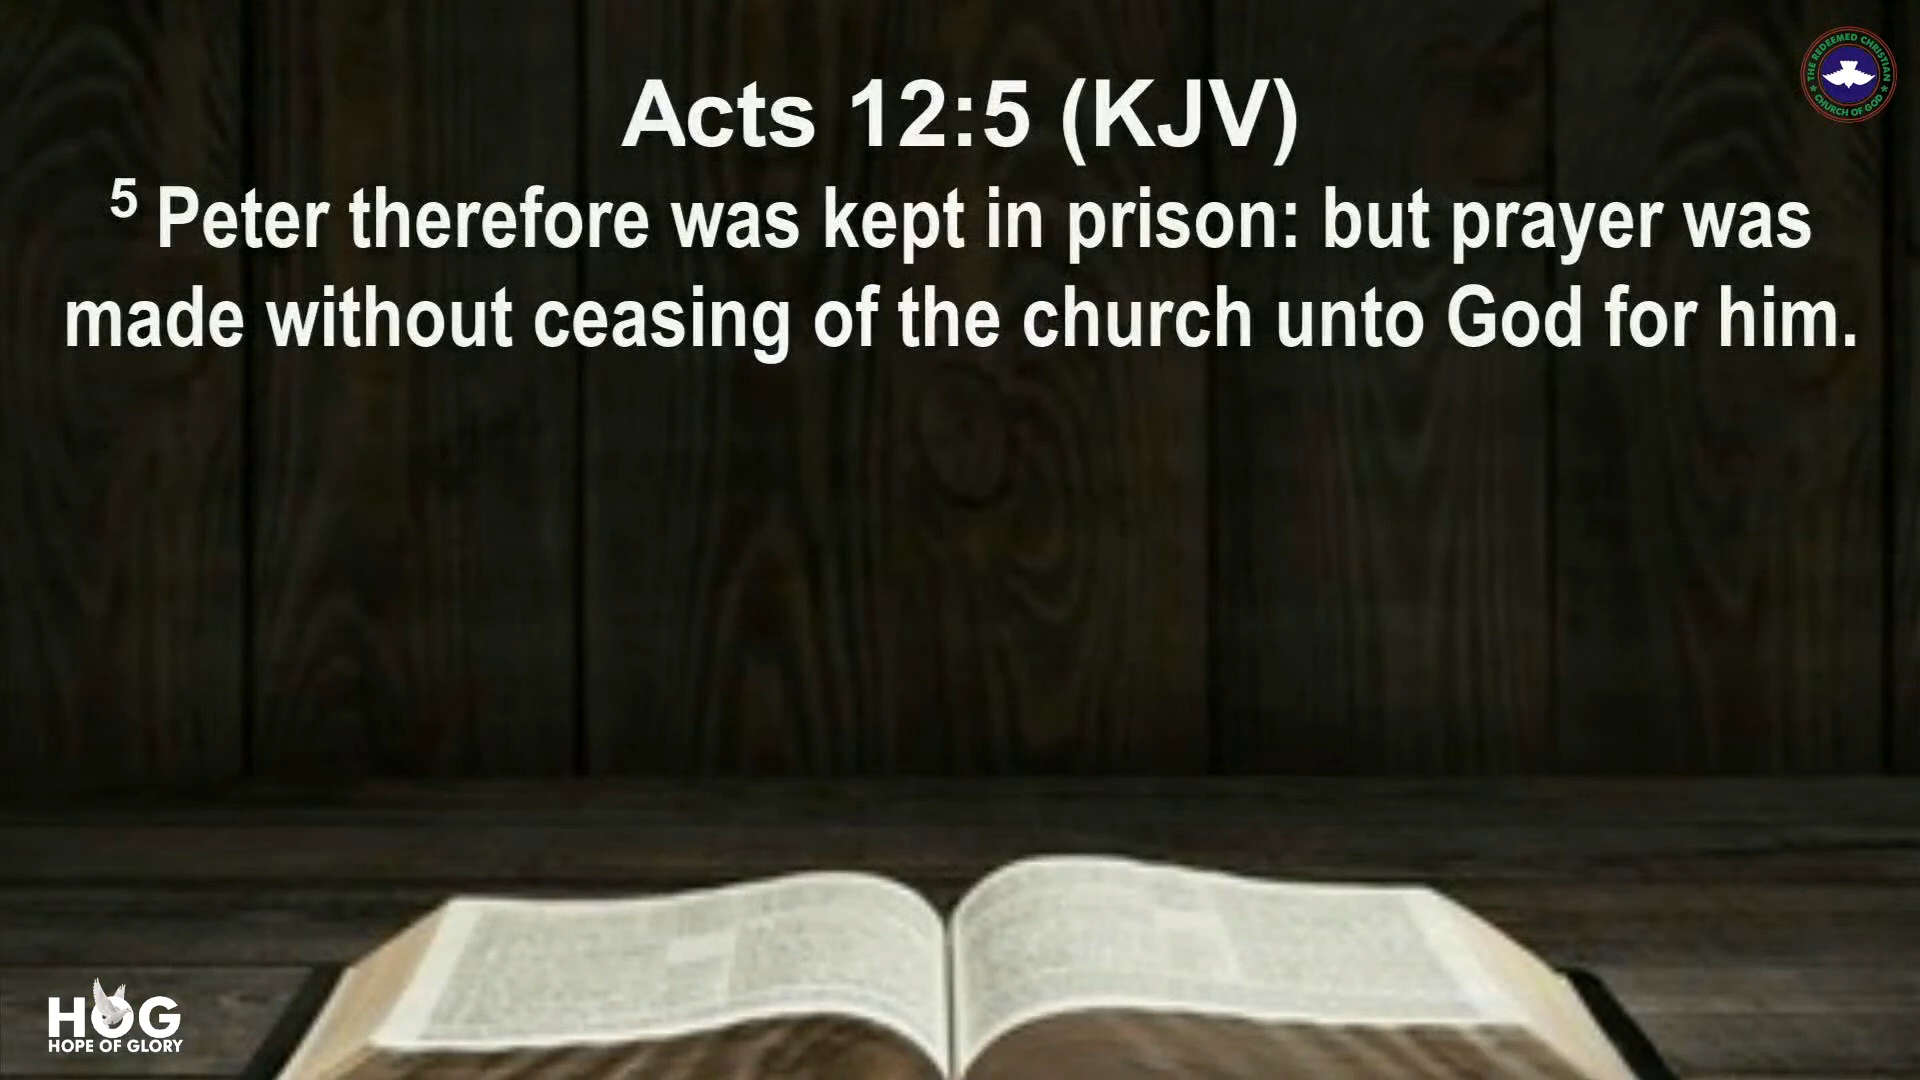 Acts 12:5 (KJV)
5 Peter therefore was kept in prison: but prayer was
made without ceasing of the church unto God for him.
THE REDEEMED CHRISTIAN
CHURCH OF GOD
HOG
HOPE OF GLORY